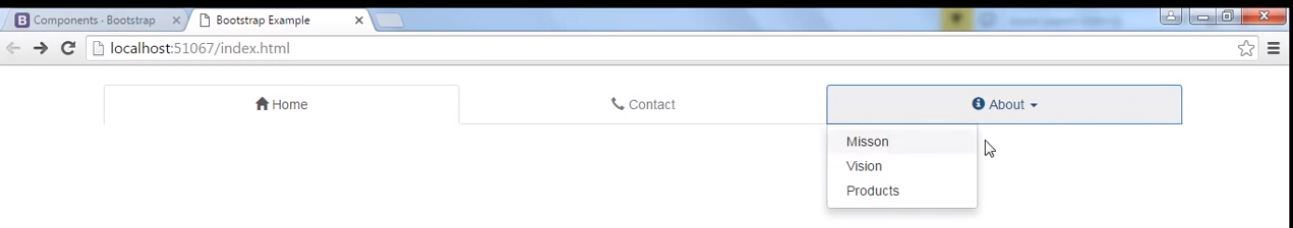 Components · Bootstrap
Bootstrap Example
localhost:51067/index.html
Home
Contact
About
Misson
Vision
Products